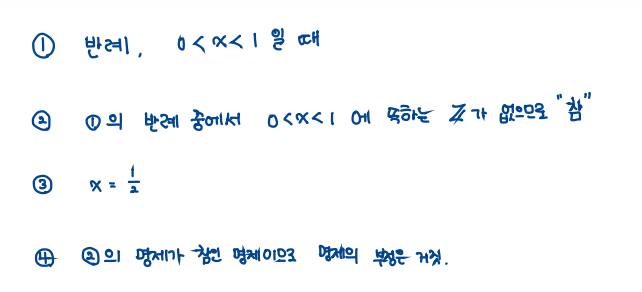 ① 반례, 0<x<1 일 때
② ①의 반례 중에서 0<x<1 에 속하는 ℤ가 없으므로 "참"
③ x = 1/2
④ ②의 명제가 참인 명제이므로 명제의 부정은 거짓.